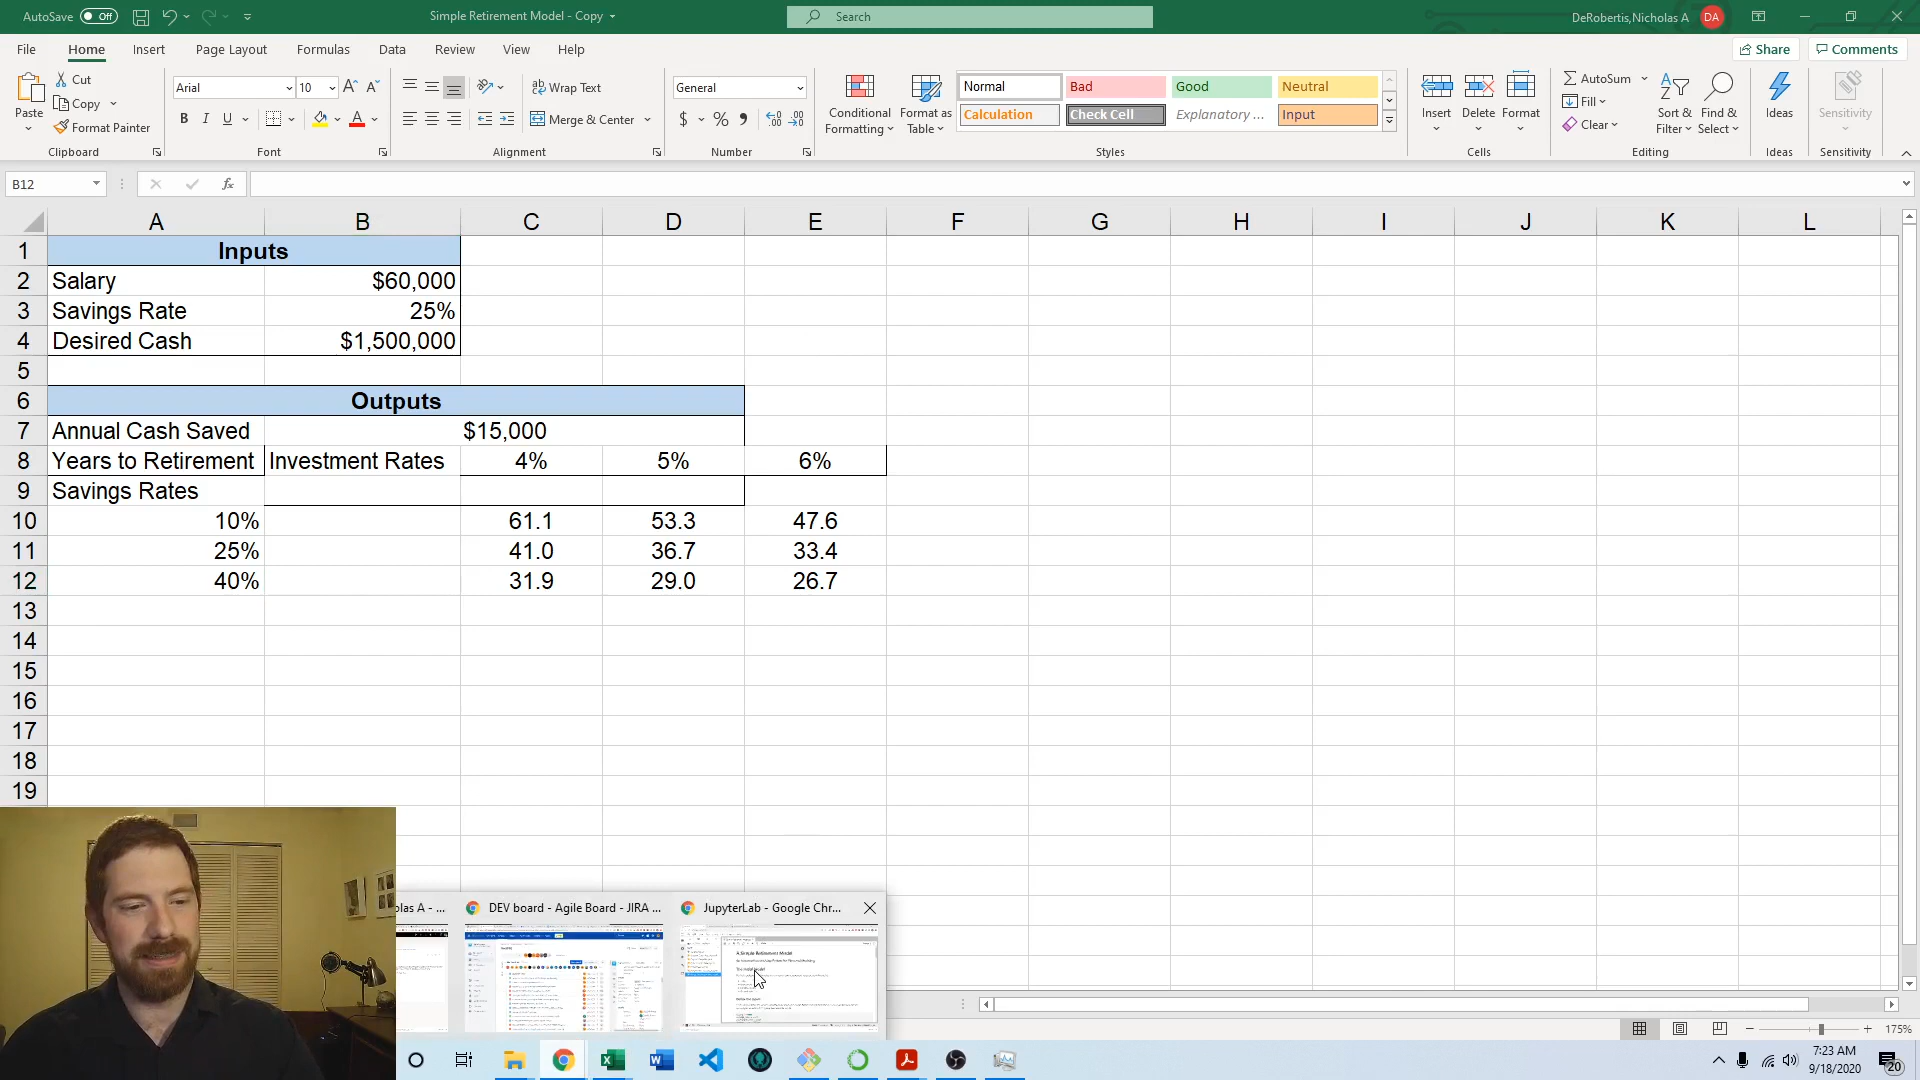 AutoSave Off Simple Retirement Model - Copy Search DeRobertis,Nicholas A DA
File Home Insert Page Layout Formulas Data Review View Help Share Comments
Paste Cut Copy Format Painter Clipboard
Arial 10 B I U Font
Wrap Text Merge & Center Alignment
General $ % Number
Conditional Formatting Format as Table
Normal Bad Good Neutral
Calculation Check Cell Explanatory ... Input
Styles
Insert Delete Format Cells
AutoSum Fill Clear Sort & Filter Find & Select Editing
Ideas Ideas
Sensitivity Sensitivity
B12 fx
A B C D E F G H I J K L
1 Inputs
2 Salary $60,000
3 Savings Rate 25%
4 Desired Cash $1,500,000
5
6 Outputs
7 Annual Cash Saved $15,000
8 Years to Retirement Investment Rates 4% 5% 6%
9 Savings Rates
10 10% 61.1 53.3 47.6
11 25% 41.0 36.7 33.4
12 40% 31.9 29.0 26.7
13
14
15
16
17
18
19
olas A - ... DEV board - Agile Board - JIRA ... JupyterLab - Google Chr...
A Simple Retirement Model
175%
7:23 AM
9/18/2020
20